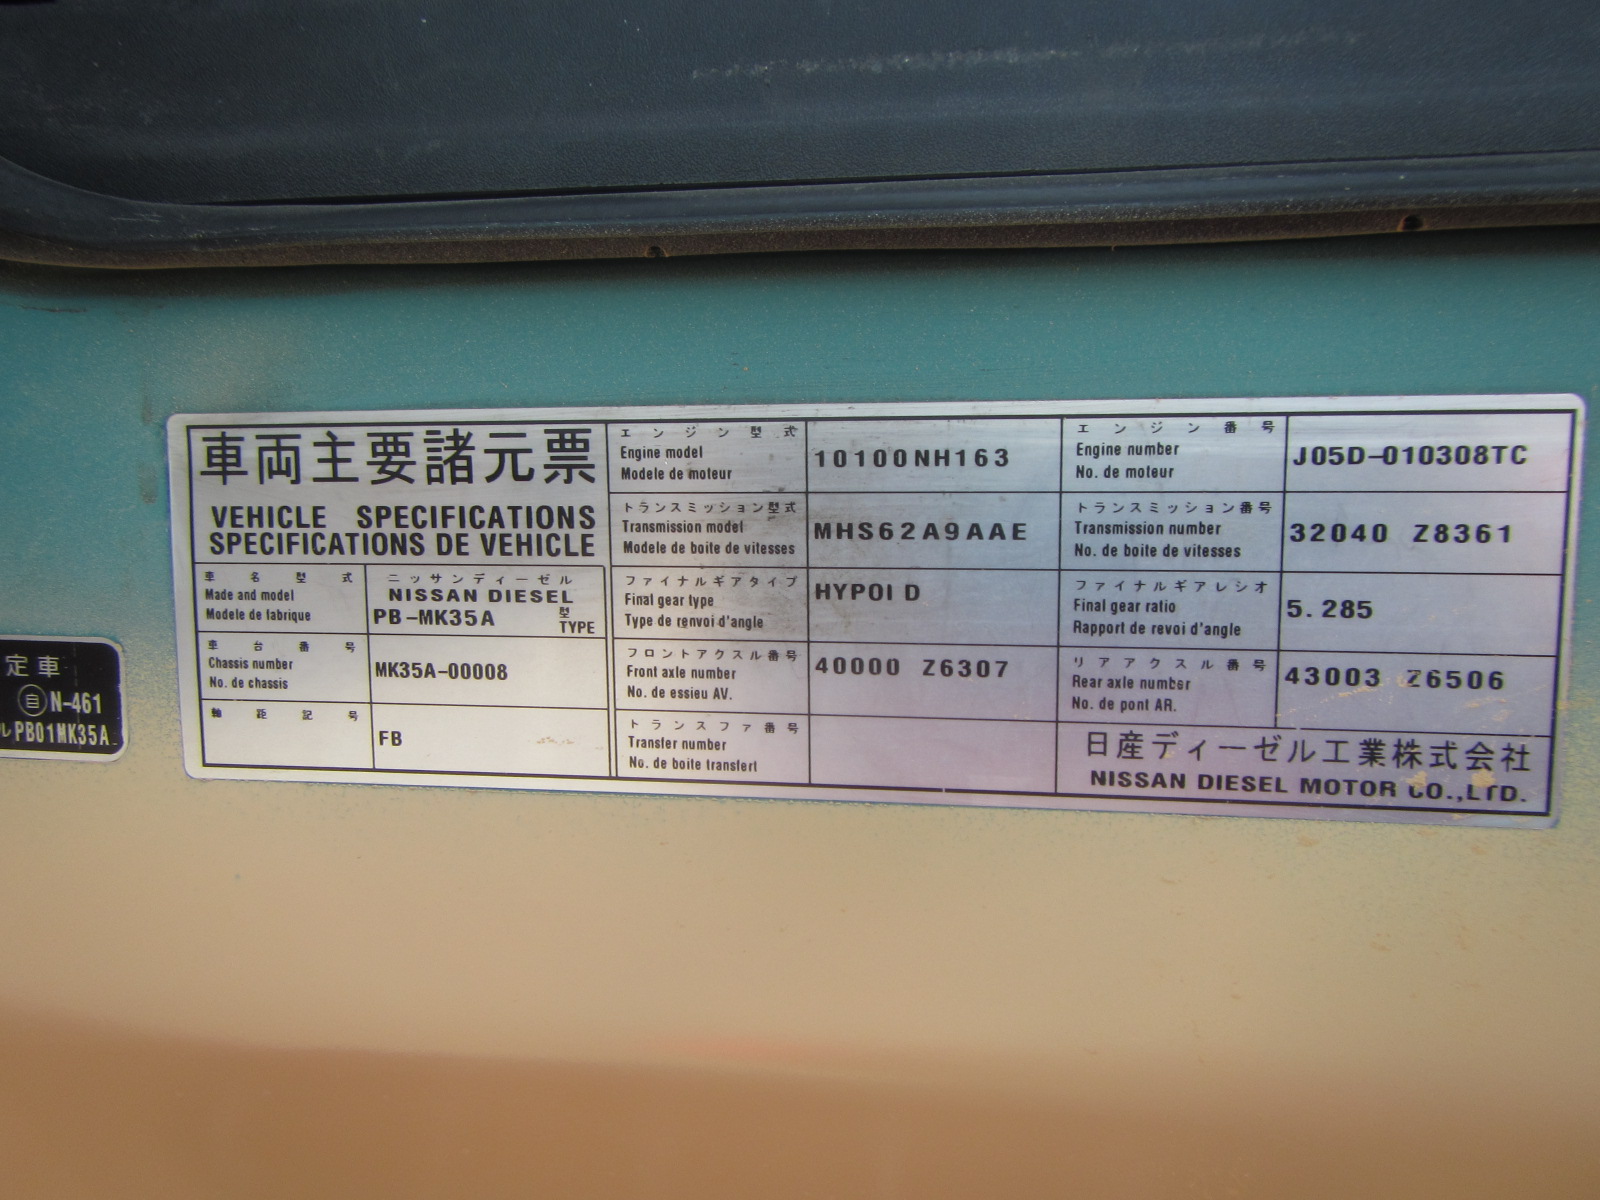 車両主要諸元票
VEHICLE SPECIFICATIONS
SPECIFICATIONS DE VEHICLE
車名型式
Made and model
Modele de fabrique
ニッサンディーゼル
NISSAN DIESEL
PB-MK35A 型
TYPE
車台番号
Chassis number
No. de chassis
MK35A-00008
軸距記号
FB
エンジン型式
Engine model
Modele de moteur
10100NH163
トランスミッション型式
Transmission model
Modele de boite de vitesses
MHS62A9AAE
ファイナルギアタイプ
Final gear type
Type de renvoi d'angle
HYPOID
フロントアクスル番号
Front axle number
No. de essieu AV.
40000 Z6307
トランスファ番号
Transfer number
No. de boite transfert
エンジン番号
Engine number
No. de moteur
J05D-010308TC
トランスミッション番号
Transmission number
No. de boite de vitesses
32040 Z8361
ファイナルギアレシオ
Final gear ratio
Rapport de revoi d'angle
5.285
リアアクスル番号
Rear axle number
No. de pont AR.
43003 Z6506
日産ディーゼル工業株式会社
NISSAN DIESEL MOTOR CO.,LTD.
定車
自 N-461
ル PB01MK35A